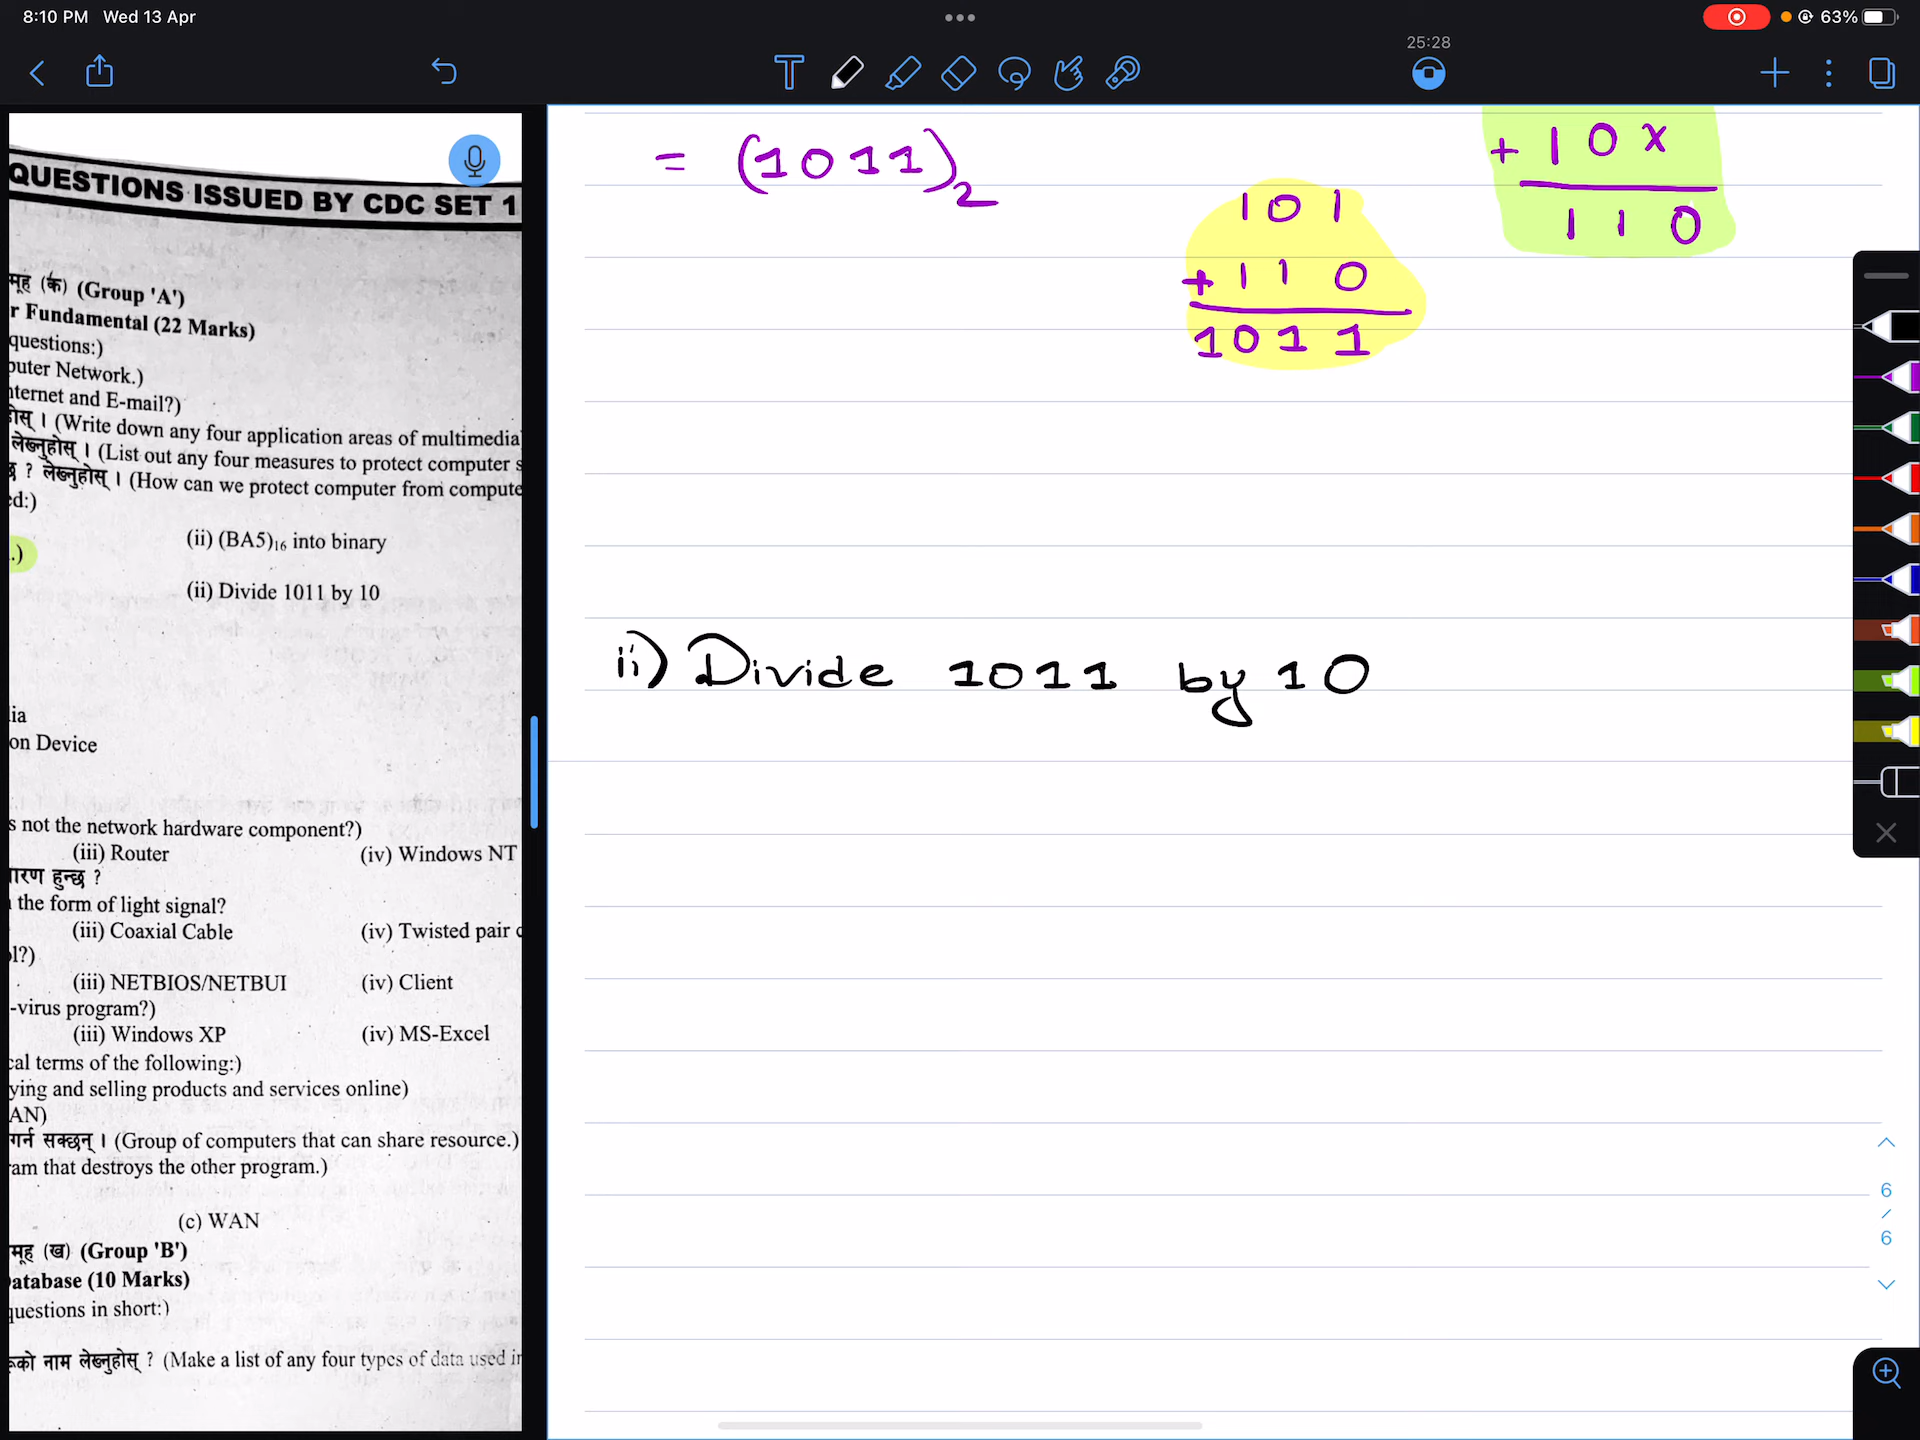 8:10 PM Wed 13 Apr
63%
25:28
QUESTIONS ISSUED BY CDC SET 1
मूह (क) (Group 'A')
r Fundamental (22 Marks)
questions:)
puter Network.)
nternet and E-mail?)
होस् । (Write down any four application areas of multimedia
लेख्नुहोस् । (List out any four measures to protect computer s
? लेख्नुहोस् । (How can we protect computer from compute
ed:)
(ii) (BA5)16 into binary
.)
(ii) Divide 1011 by 10
ia
on Device
s not the network hardware component?)
(iii) Router (iv) Windows NT
ारण हुन्छ ?
the form of light signal?
(iii) Coaxial Cable (iv) Twisted pair c
l?)
(iii) NETBIOS/NETBUI (iv) Client
-virus program?)
(iii) Windows XP (iv) MS-Excel
cal terms of the following:)
ying and selling products and services online)
AN)
गर्न सक्छन् । (Group of computers that can share resource.)
ram that destroys the other program.)
(c) WAN
मूह (ख) (Group 'B')
atabase (10 Marks)
questions in short:)
को नाम लेख्नुहोस् ? (Make a list of any four types of data used in
= (1011)2
+ 1 0 x
1 1 0
1 0 1
+ 1 1 0
1 0 1 1
ii) Divide 1011 by 10
6
/
6